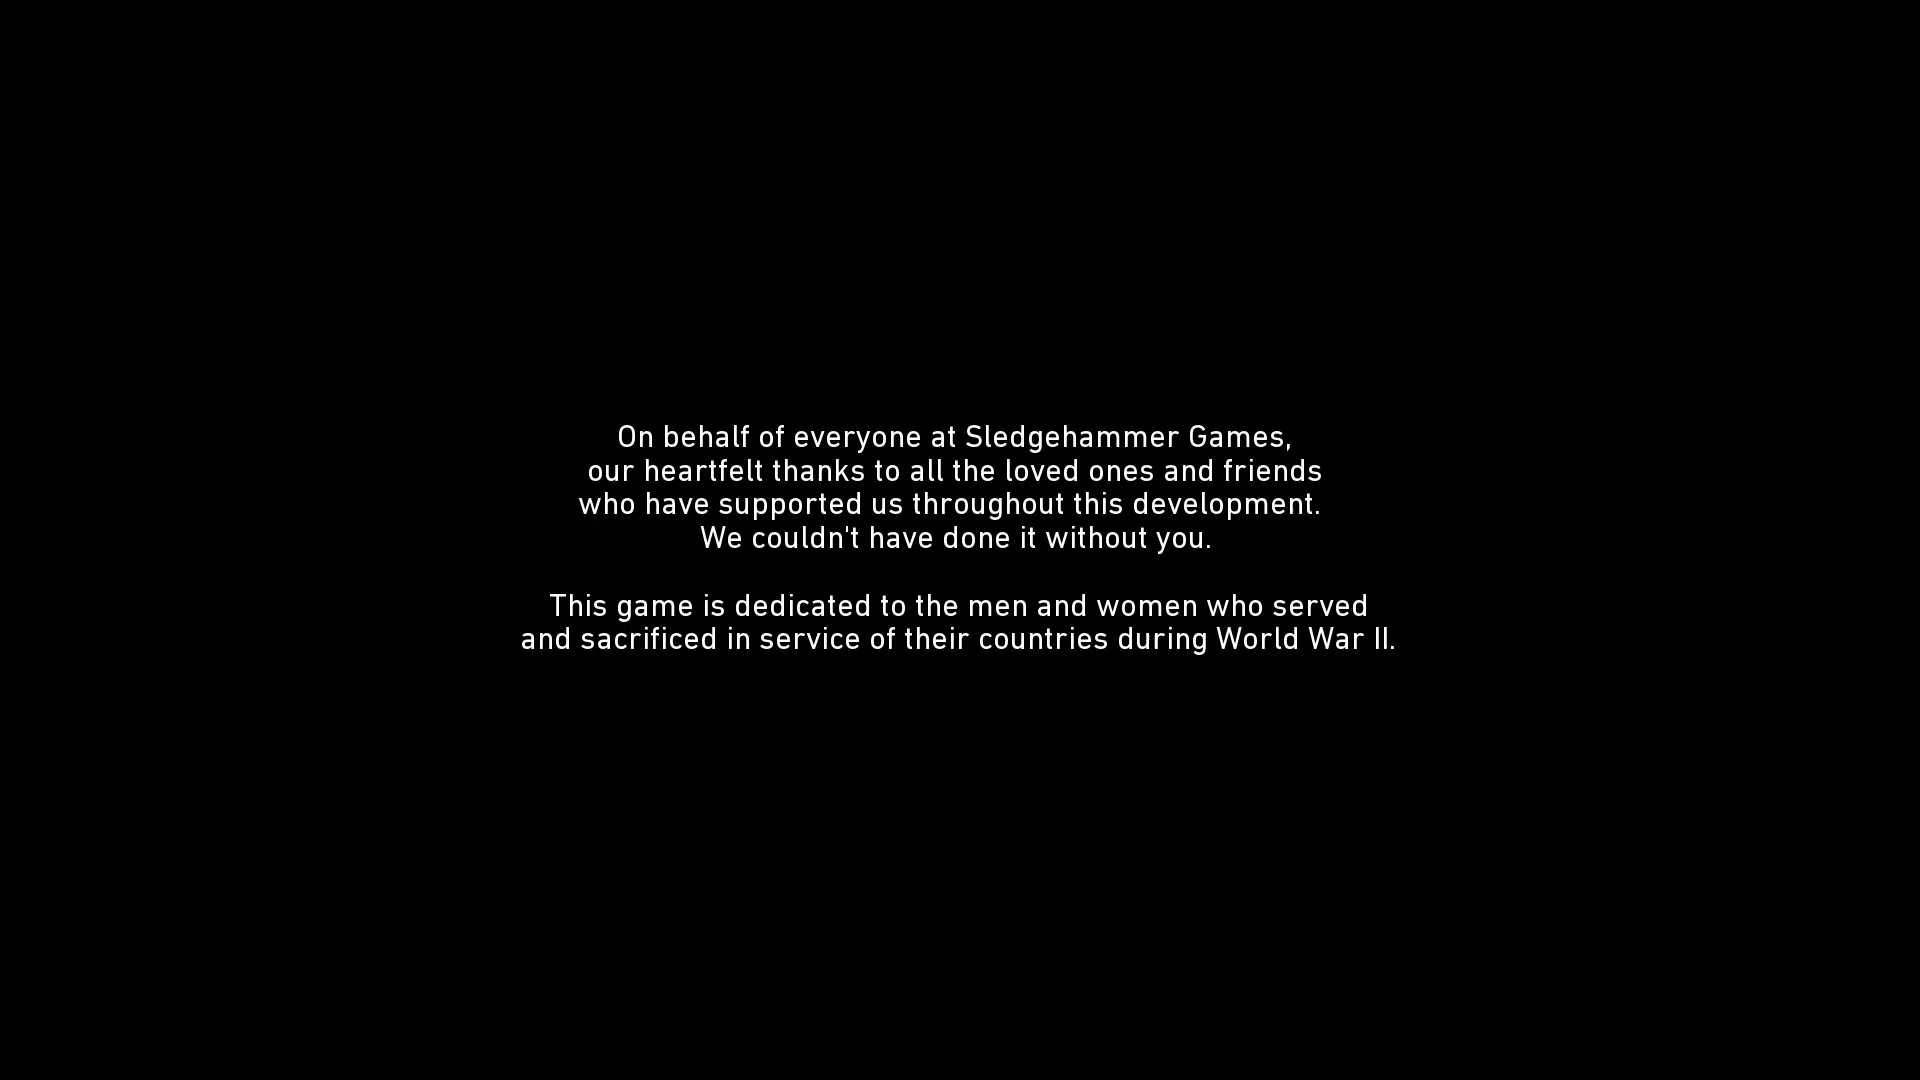 On behalf of everyone at Sledgehammer Games,
our heartfelt thanks to all the loved ones and friends
who have supported us throughout this development.
We couldn't have done it without you.
This game is dedicated to the men and women who served
and sacrificed in service of their countries during World War II.